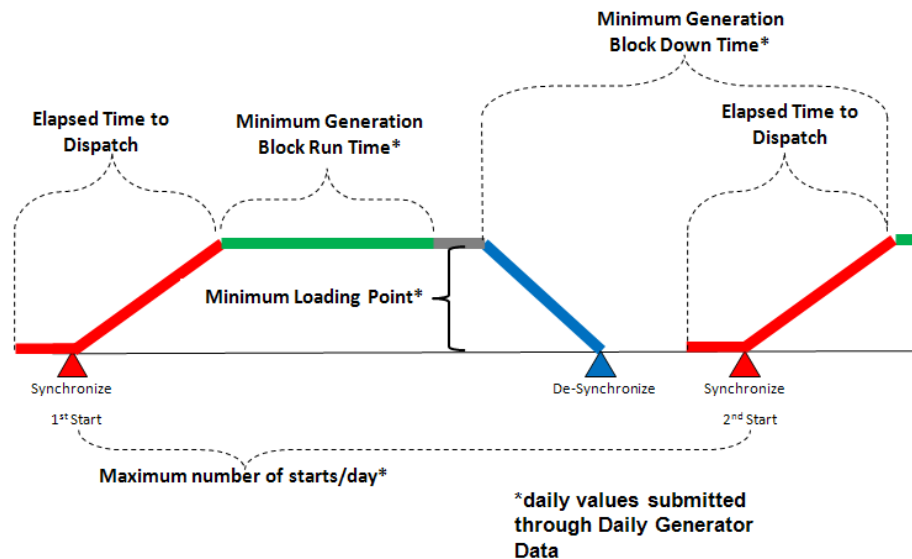 Minimum Generation
Block Down Time*
Elapsed Time to
Dispatch
Minimum Generation
Block Run Time*
Elapsed Time to
Dispatch
Minimum Loading Point*
Synchronize
1st Start
De-Synchronize
Synchronize
2nd Start
Maximum number of starts/day*
*daily values submitted
through Daily Generator
Data